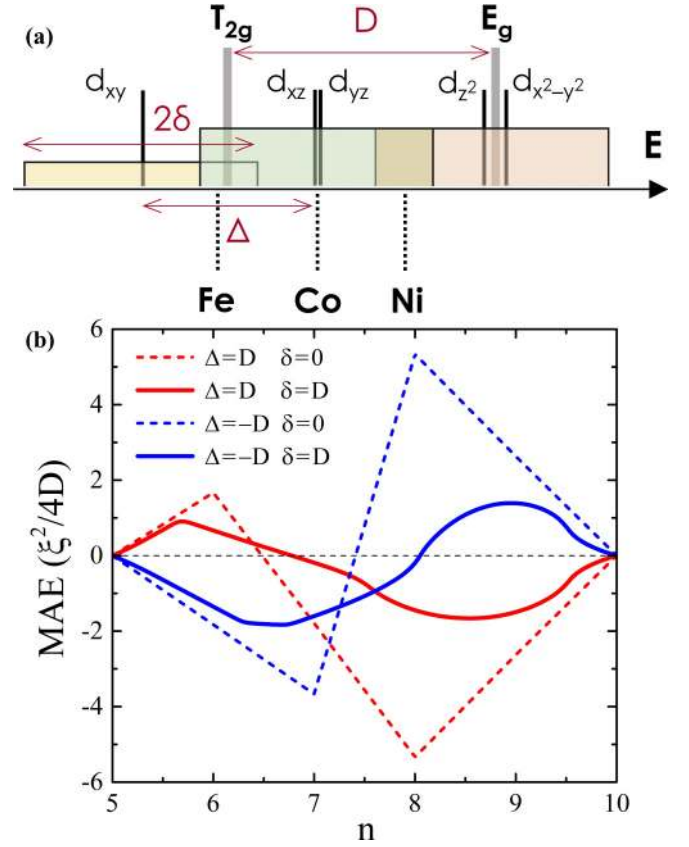 (a)
T2g D Eg
dxy dxz dyz dz² dx²−y²
2δ
E
Δ
Fe Co Ni
(b)
6
4
2
0
-2
-4
-6
Δ=D δ=0
Δ=D δ=D
Δ=−D δ=0
Δ=−D δ=D
MAE (ξ²/4D)
5 6 7 8 9 10
n